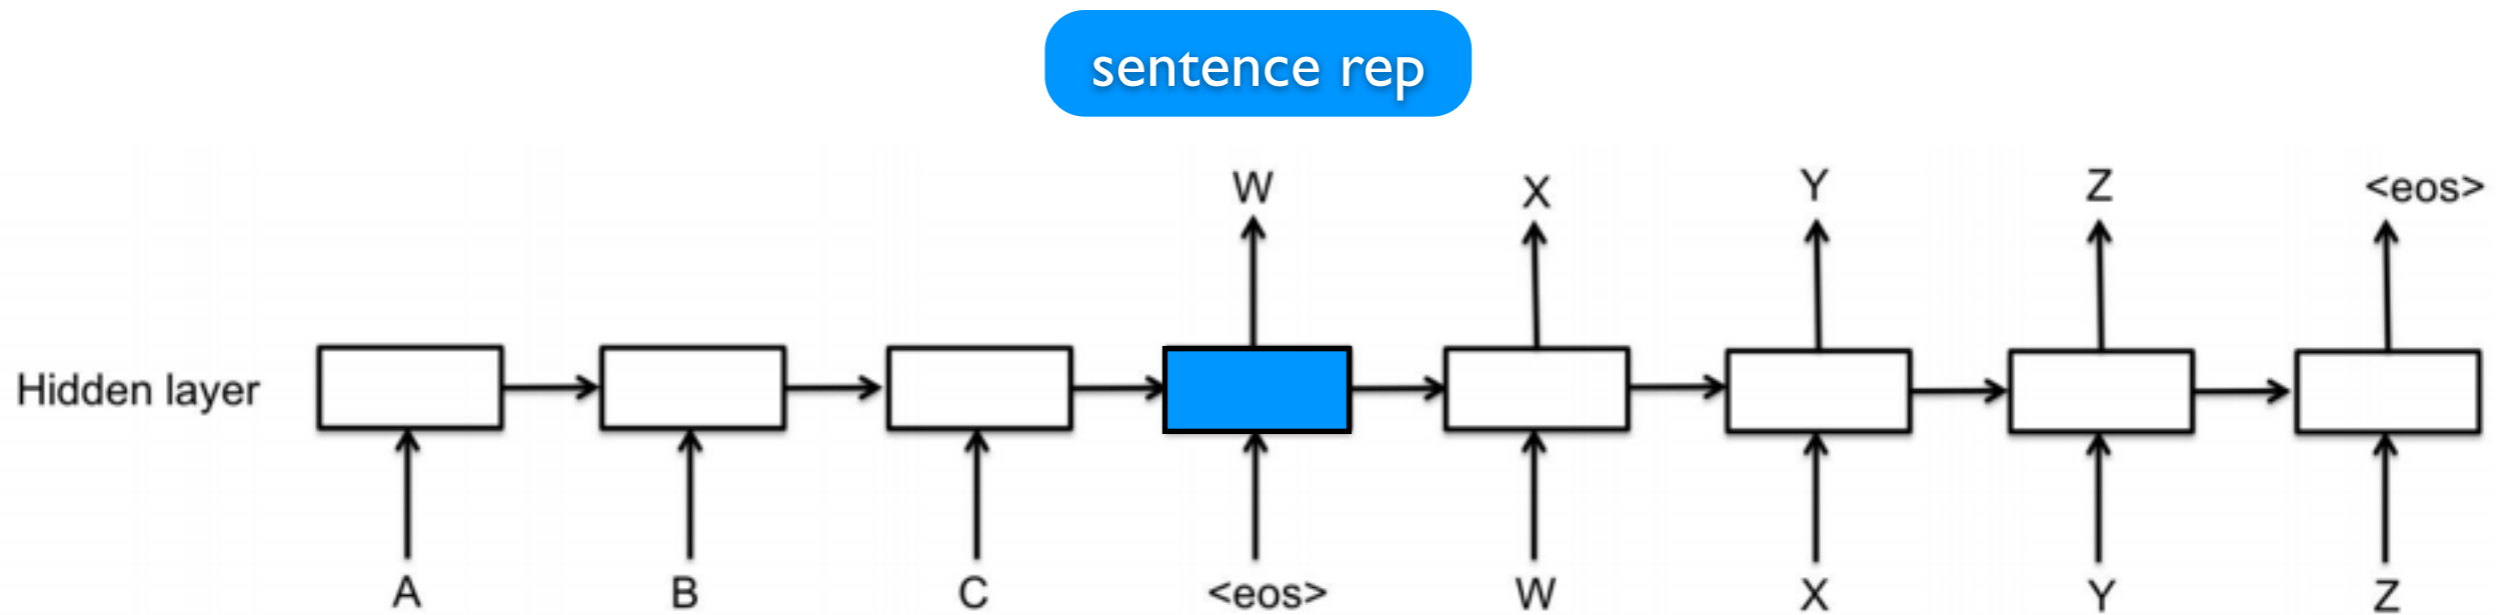 sentence rep
W X Y Z <eos>
Hidden layer
A B C <eos> W X Y Z